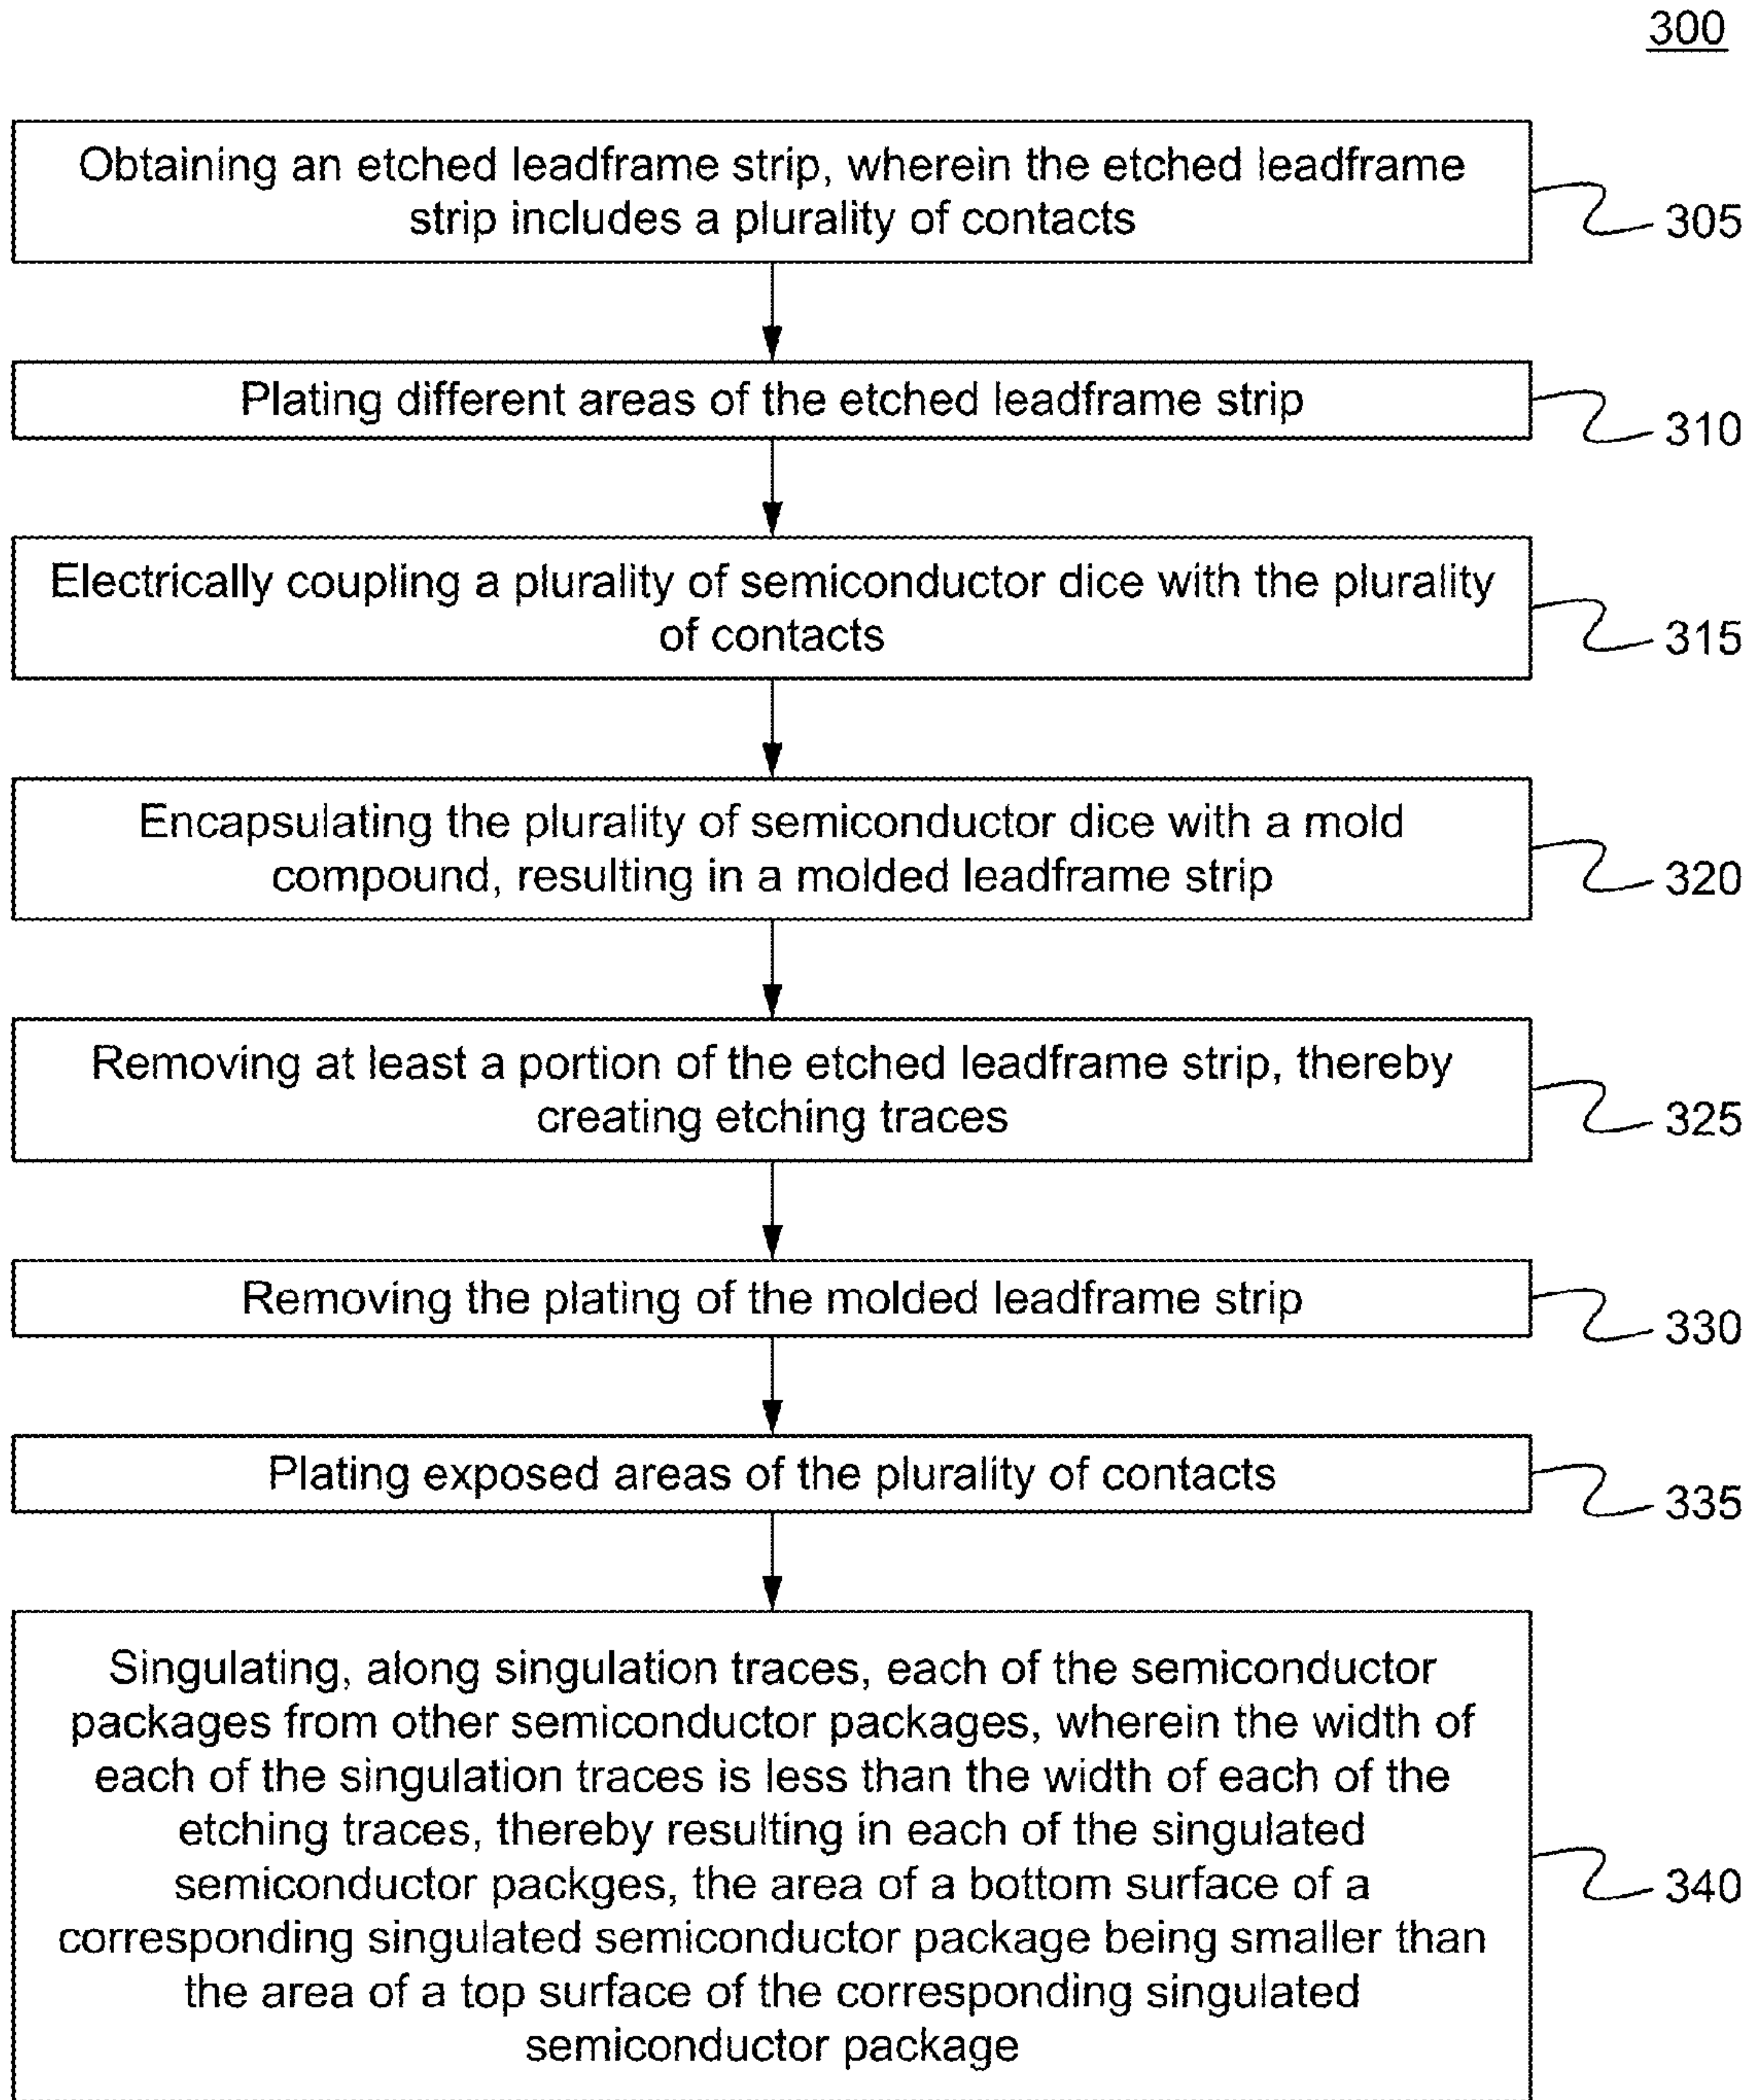 300
Obtaining an etched leadframe strip, wherein the etched leadframe
strip includes a plurality of contacts
305
Plating different areas of the etched leadframe strip
310
Electrically coupling a plurality of semiconductor dice with the plurality
of contacts
315
Encapsulating the plurality of semiconductor dice with a mold
compound, resulting in a molded leadframe strip
320
Removing at least a portion of the etched leadframe strip, thereby
creating etching traces
325
Removing the plating of the molded leadframe strip
330
Plating exposed areas of the plurality of contacts
335
Singulating, along singulation traces, each of the semiconductor
packages from other semiconductor packages, wherein the width of
each of the singulation traces is less than the width of each of the
etching traces, thereby resulting in each of the singulated
semiconductor packges, the area of a bottom surface of a
corresponding singulated semiconductor package being smaller than
the area of a top surface of the corresponding singulated
semiconductor package
340